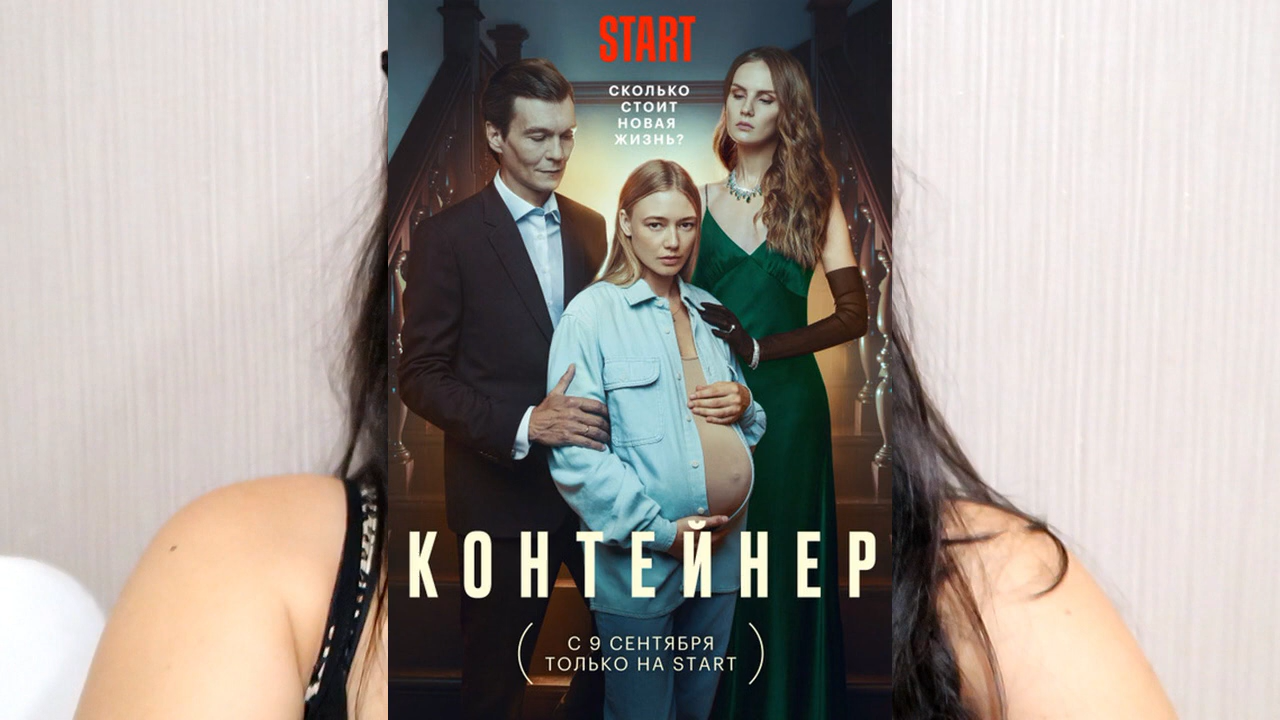 START
СКОЛЬКО
СТОИТ
НОВАЯ
ЖИЗНЬ?
КОНТЕЙНЕР
С 9 СЕНТЯБРЯ
ТОЛЬКО НА START